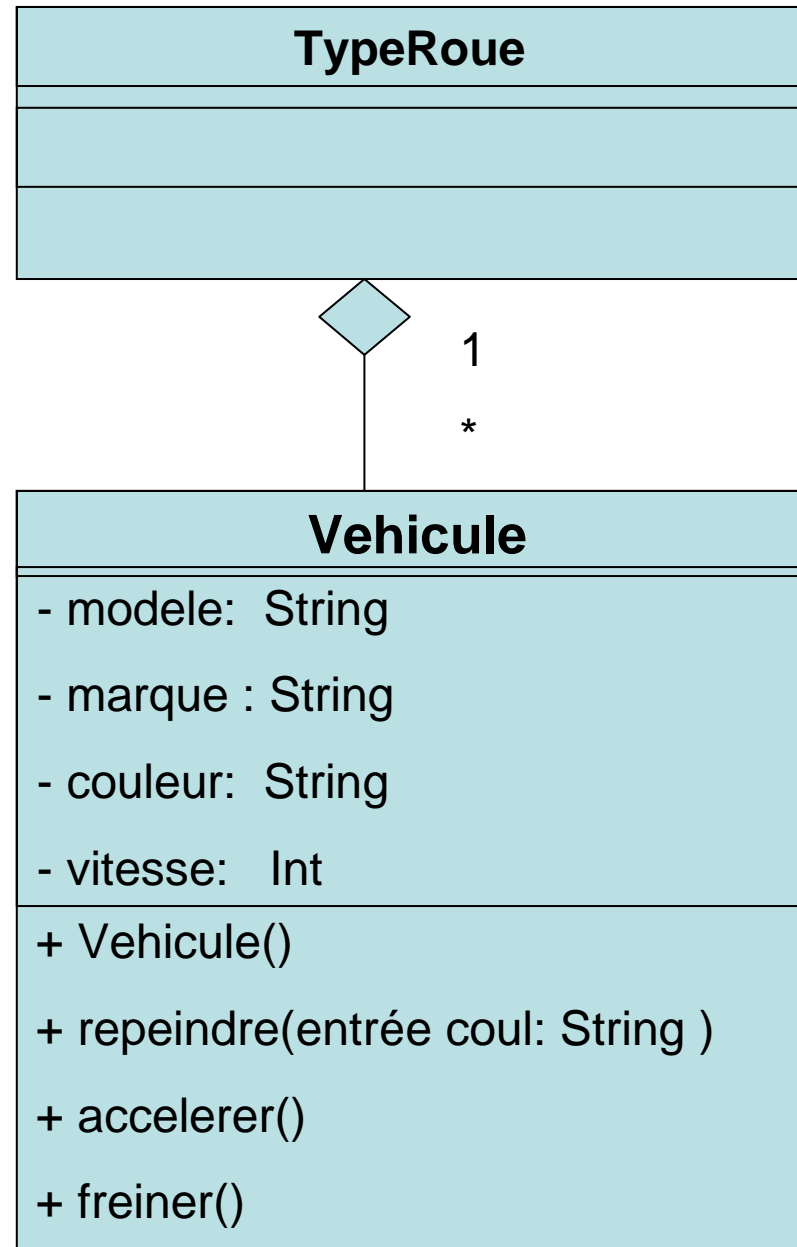 TypeRoue
1
*
Vehicule
- modele: String
- marque : String
- couleur: String
- vitesse: Int
+ Vehicule()
+ repeindre(entrée coul: String )
+ accelerer()
+ freiner()